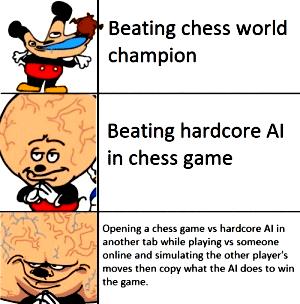 Beating chess world
champion
Beating hardcore AI
in chess game
Opening a chess game vs hardcore AI in
another tab while playing vs someone
online and simulating the other player's
moves then copy what the AI does to win
the game.